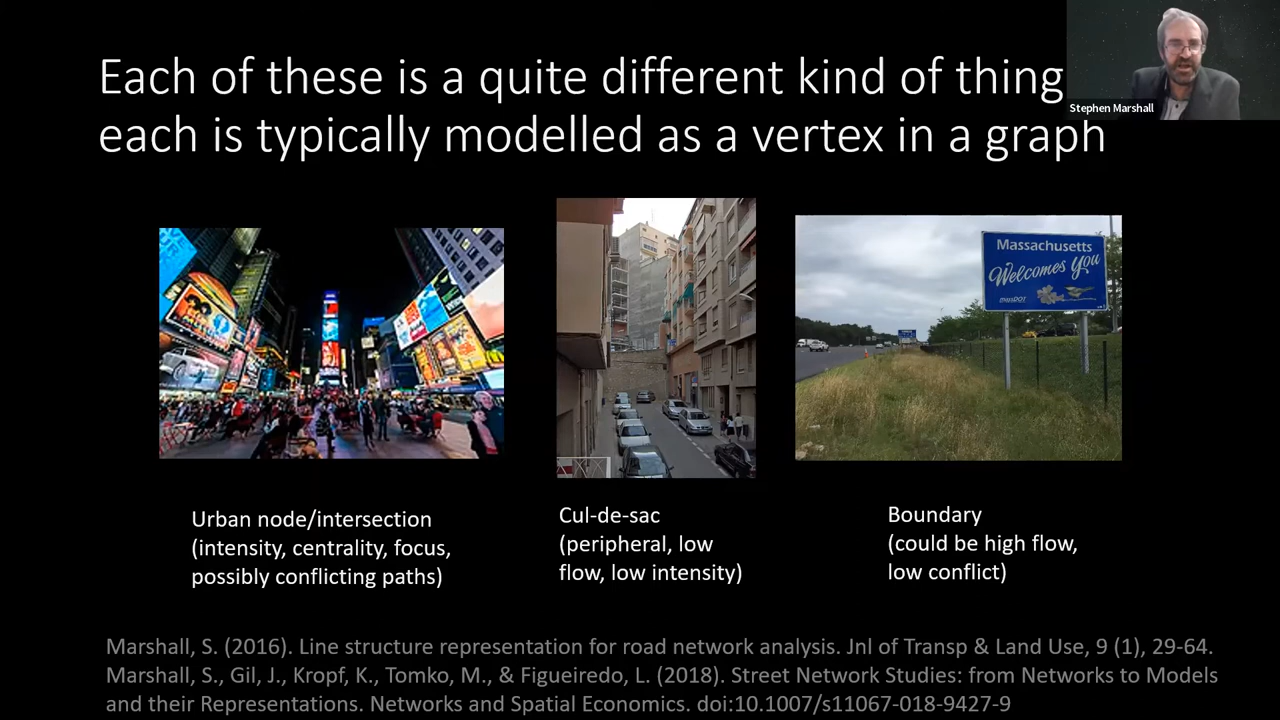 Each of these is a quite different kind of thing
each is typically modelled as a vertex in a graph
Stephen Marshall
Massachusetts
Welcomes You
massDOT
Urban node/intersection
(intensity, centrality, focus,
possibly conflicting paths)
Cul-de-sac
(peripheral, low
flow, low intensity)
Boundary
(could be high flow,
low conflict)
Marshall, S. (2016). Line structure representation for road network analysis. Jnl of Transp & Land Use, 9 (1), 29-64.
Marshall, S., Gil, J., Kropf, K., Tomko, M., & Figueiredo, L. (2018). Street Network Studies: from Networks to Models
and their Representations. Networks and Spatial Economics. doi:10.1007/s11067-018-9427-9